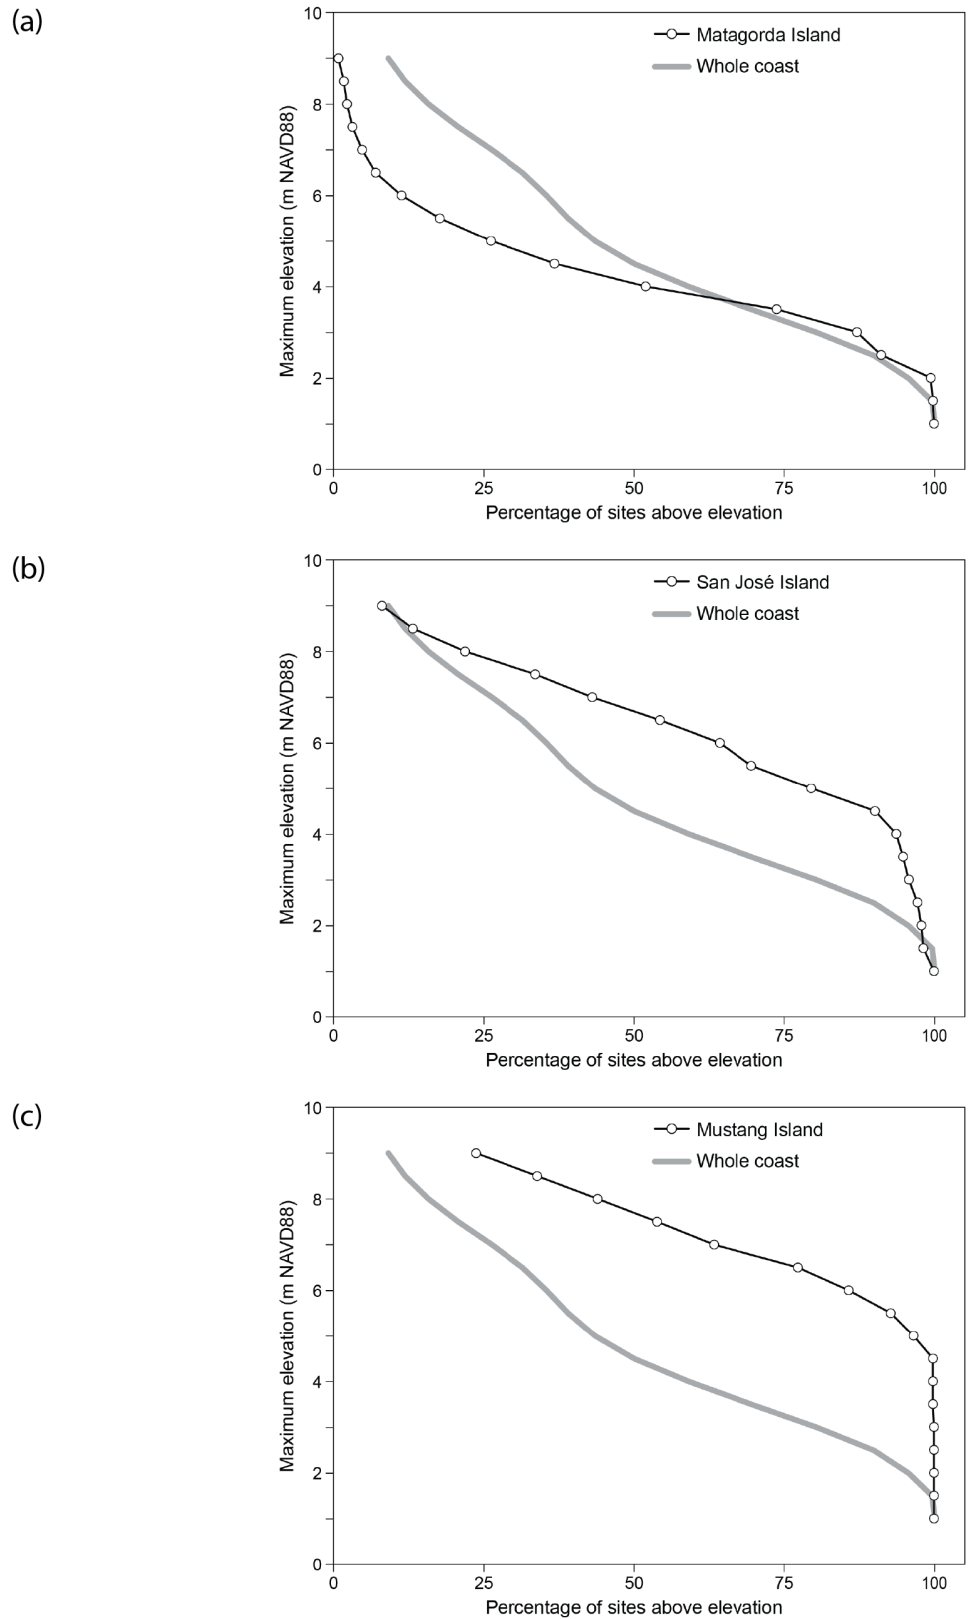 (a)
10
8
6
4
2
0
Maximum elevation (m NAVD88)
Matagorda Island
Whole coast
0 25 50 75 100
Percentage of sites above elevation
(b)
10
8
6
4
2
0
Maximum elevation (m NAVD88)
San José Island
Whole coast
0 25 50 75 100
Percentage of sites above elevation
(c)
10
8
6
4
2
0
Maximum elevation (m NAVD88)
Mustang Island
Whole coast
0 25 50 75 100
Percentage of sites above elevation